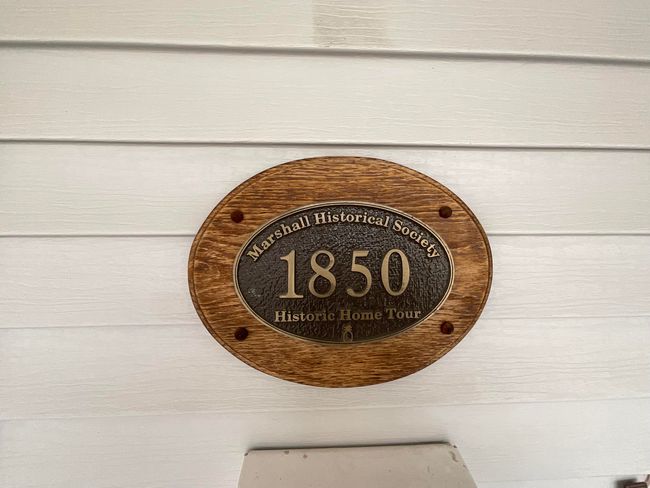 Marshall Historical Society
1850
Historic Home Tour